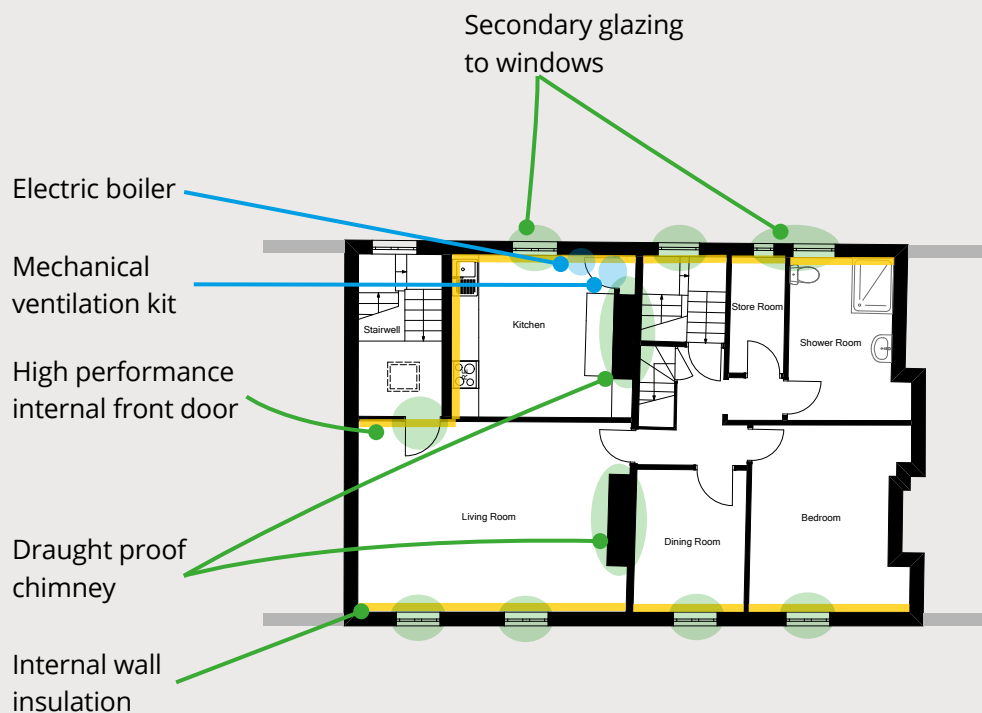 Secondary glazing
to windows
Electric boiler
Mechanical
ventilation kit
High performance
internal front door
Draught proof
chimney
Internal wall
insulation
Stairwell
Kitchen
Store Room
Shower Room
Living Room
Dining Room
Bedroom